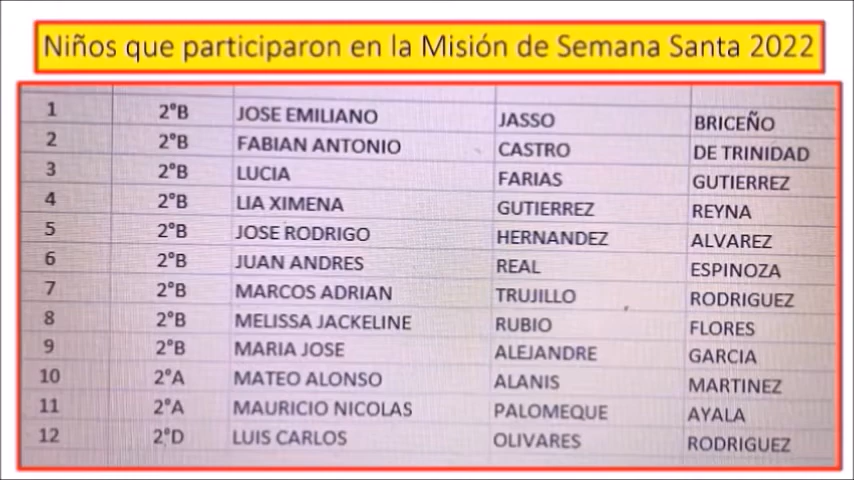 Niños que participaron en la Misión de Semana Santa 2022
1 2°B JOSE EMILIANO JASSO BRICEÑO
2 2°B FABIAN ANTONIO CASTRO DE TRINIDAD
3 2°B LUCIA FARIAS GUTIERREZ
4 2°B LIA XIMENA GUTIERREZ REYNA
5 2°B JOSE RODRIGO HERNANDEZ ALVAREZ
6 2°B JUAN ANDRES REAL ESPINOZA
7 2°B MARCOS ADRIAN TRUJILLO RODRIGUEZ
8 2°B MELISSA JACKELINE RUBIO FLORES
9 2°B MARIA JOSE ALEJANDRE GARCIA
10 2°A MATEO ALONSO ALANIS MARTINEZ
11 2°A MAURICIO NICOLAS PALOMEQUE AYALA
12 2°D LUIS CARLOS OLIVARES RODRIGUEZ